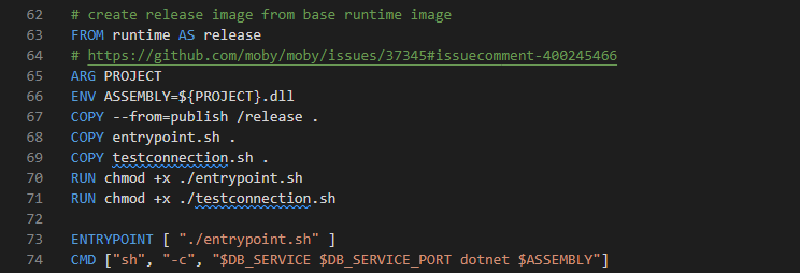 62 # create release image from base runtime image
63 FROM runtime AS release
64 # https://github.com/moby/moby/issues/37345#issuecomment-400245466
65 ARG PROJECT
66 ENV ASSEMBLY=${PROJECT}.dll
67 COPY --from=publish /release .
68 COPY entrypoint.sh .
69 COPY testconnection.sh .
70 RUN chmod +x ./entrypoint.sh
71 RUN chmod +x ./testconnection.sh
72
73 ENTRYPOINT [ "./entrypoint.sh" ]
74 CMD ["sh", "-c", "$DB_SERVICE $DB_SERVICE_PORT dotnet $ASSEMBLY"]